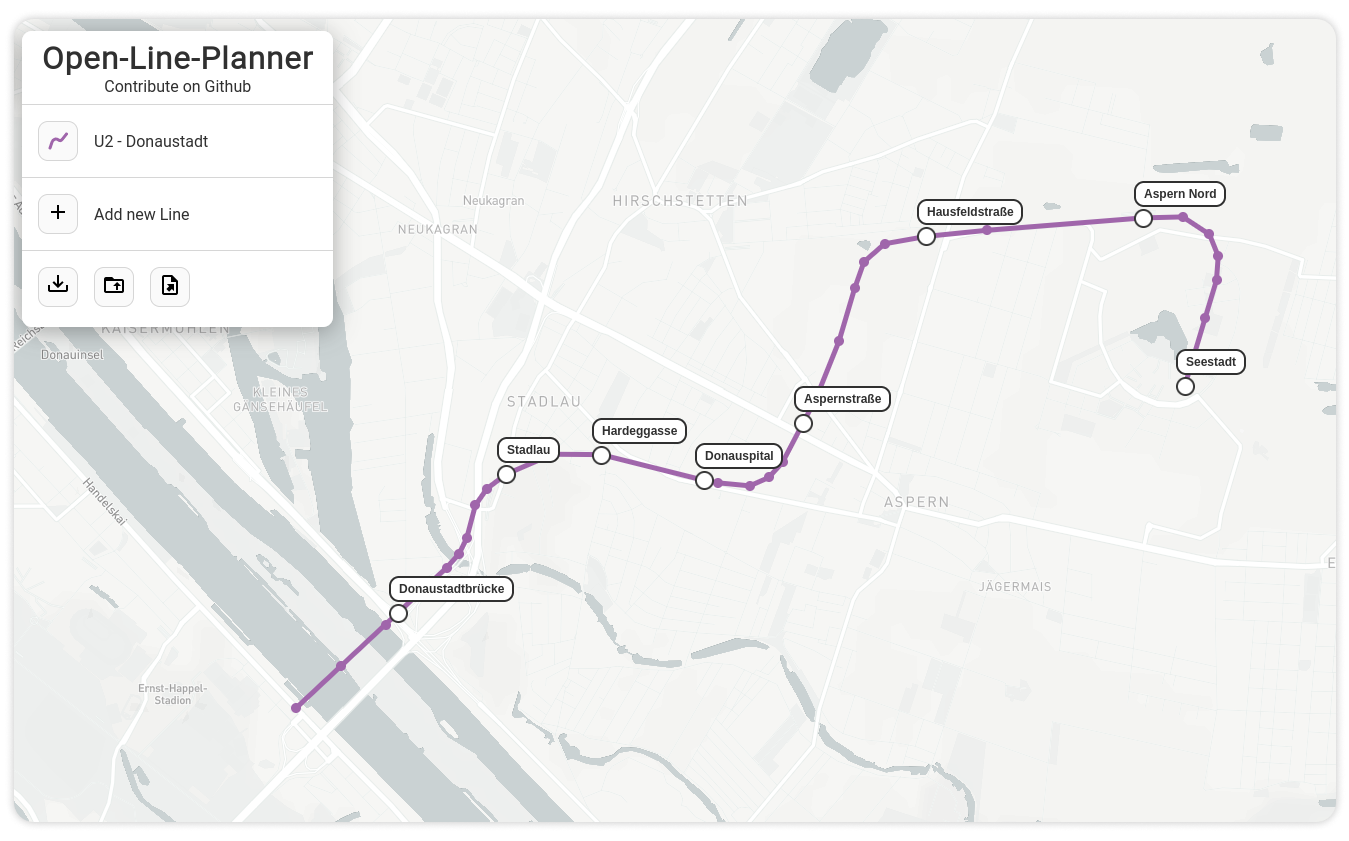 Open-Line-Planner
Contribute on Github
U2 - Donaustadt
Add new Line
Neukagran
HIRSCHSTETTEN
NEUKAGRAN
Aspern Nord
Hausfeldstraße
KAISERMÜHLEN
Donauinsel
Seestadt
KLEINES
GÄNSEHÄUFEL
STADLAU
Aspernstraße
Hardeggasse
Stadlau
Donauspital
Handelskai
ASPERN
Donaustadtbrücke
JÄGERMAIS
Ernst-Happel-
Stadion